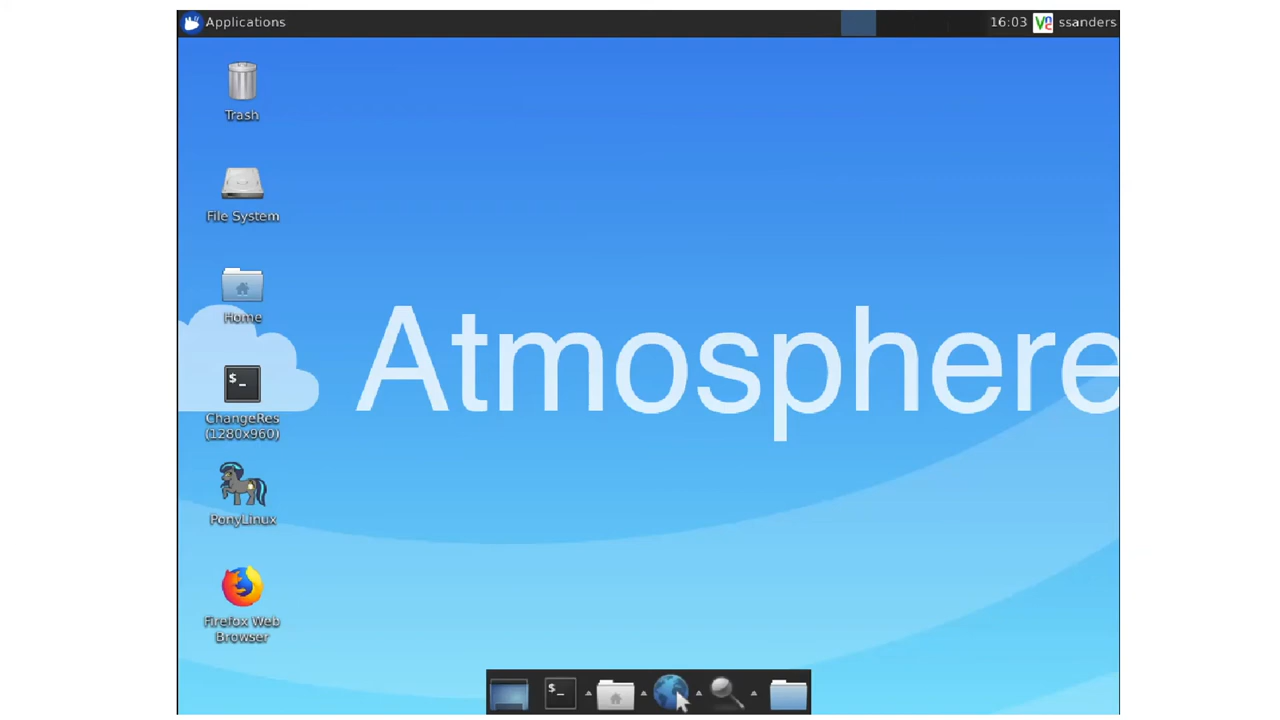 Applications
16:03 ssanders
Trash
File System
Home
$_
ChangeRes
(1280x960)
PonyLinux
Firefox Web
Browser
Atmosphere
$_